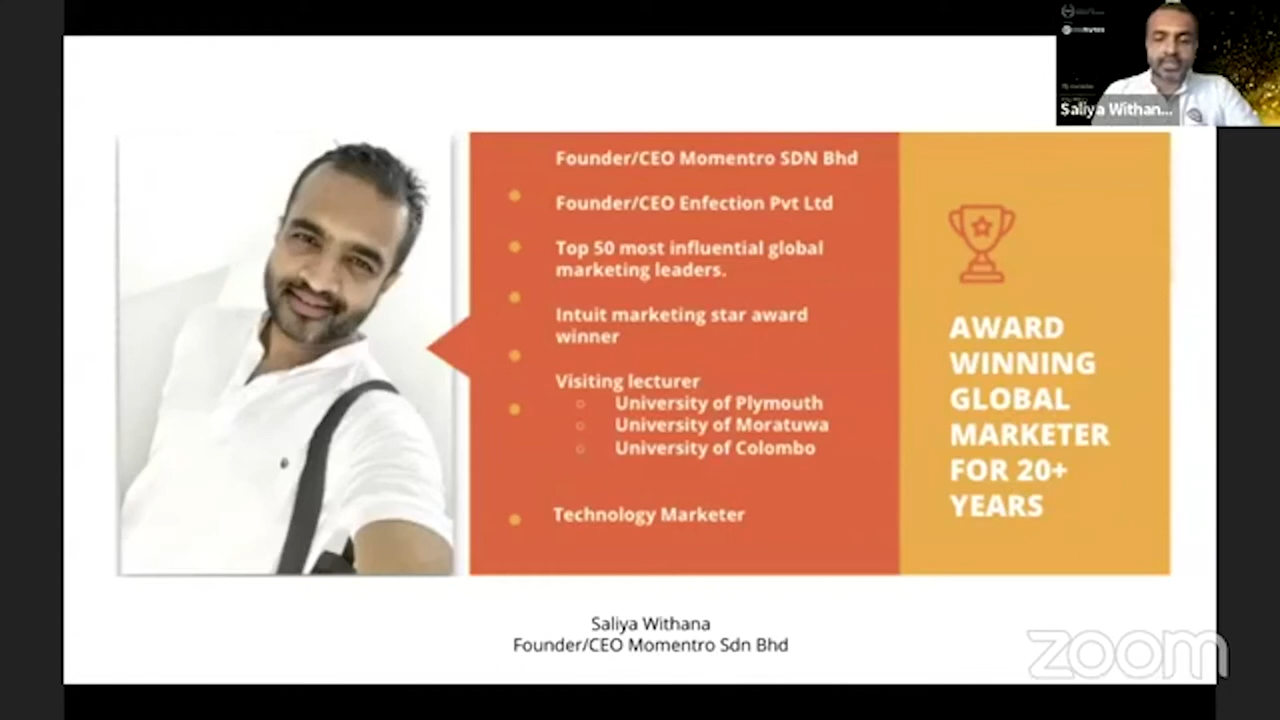 Saliya Withan...
Founder/CEO Momentro SDN Bhd
Founder/CEO Enfection Pvt Ltd
Top 50 most influential global
marketing leaders.
Intuit marketing star award
winner
Visiting lecturer
University of Plymouth
University of Moratuwa
University of Colombo
Technology Marketer
AWARD
WINNING
GLOBAL
MARKETER
FOR 20+
YEARS
Saliya Withana
Founder/CEO Momentro Sdn Bhd
zoom